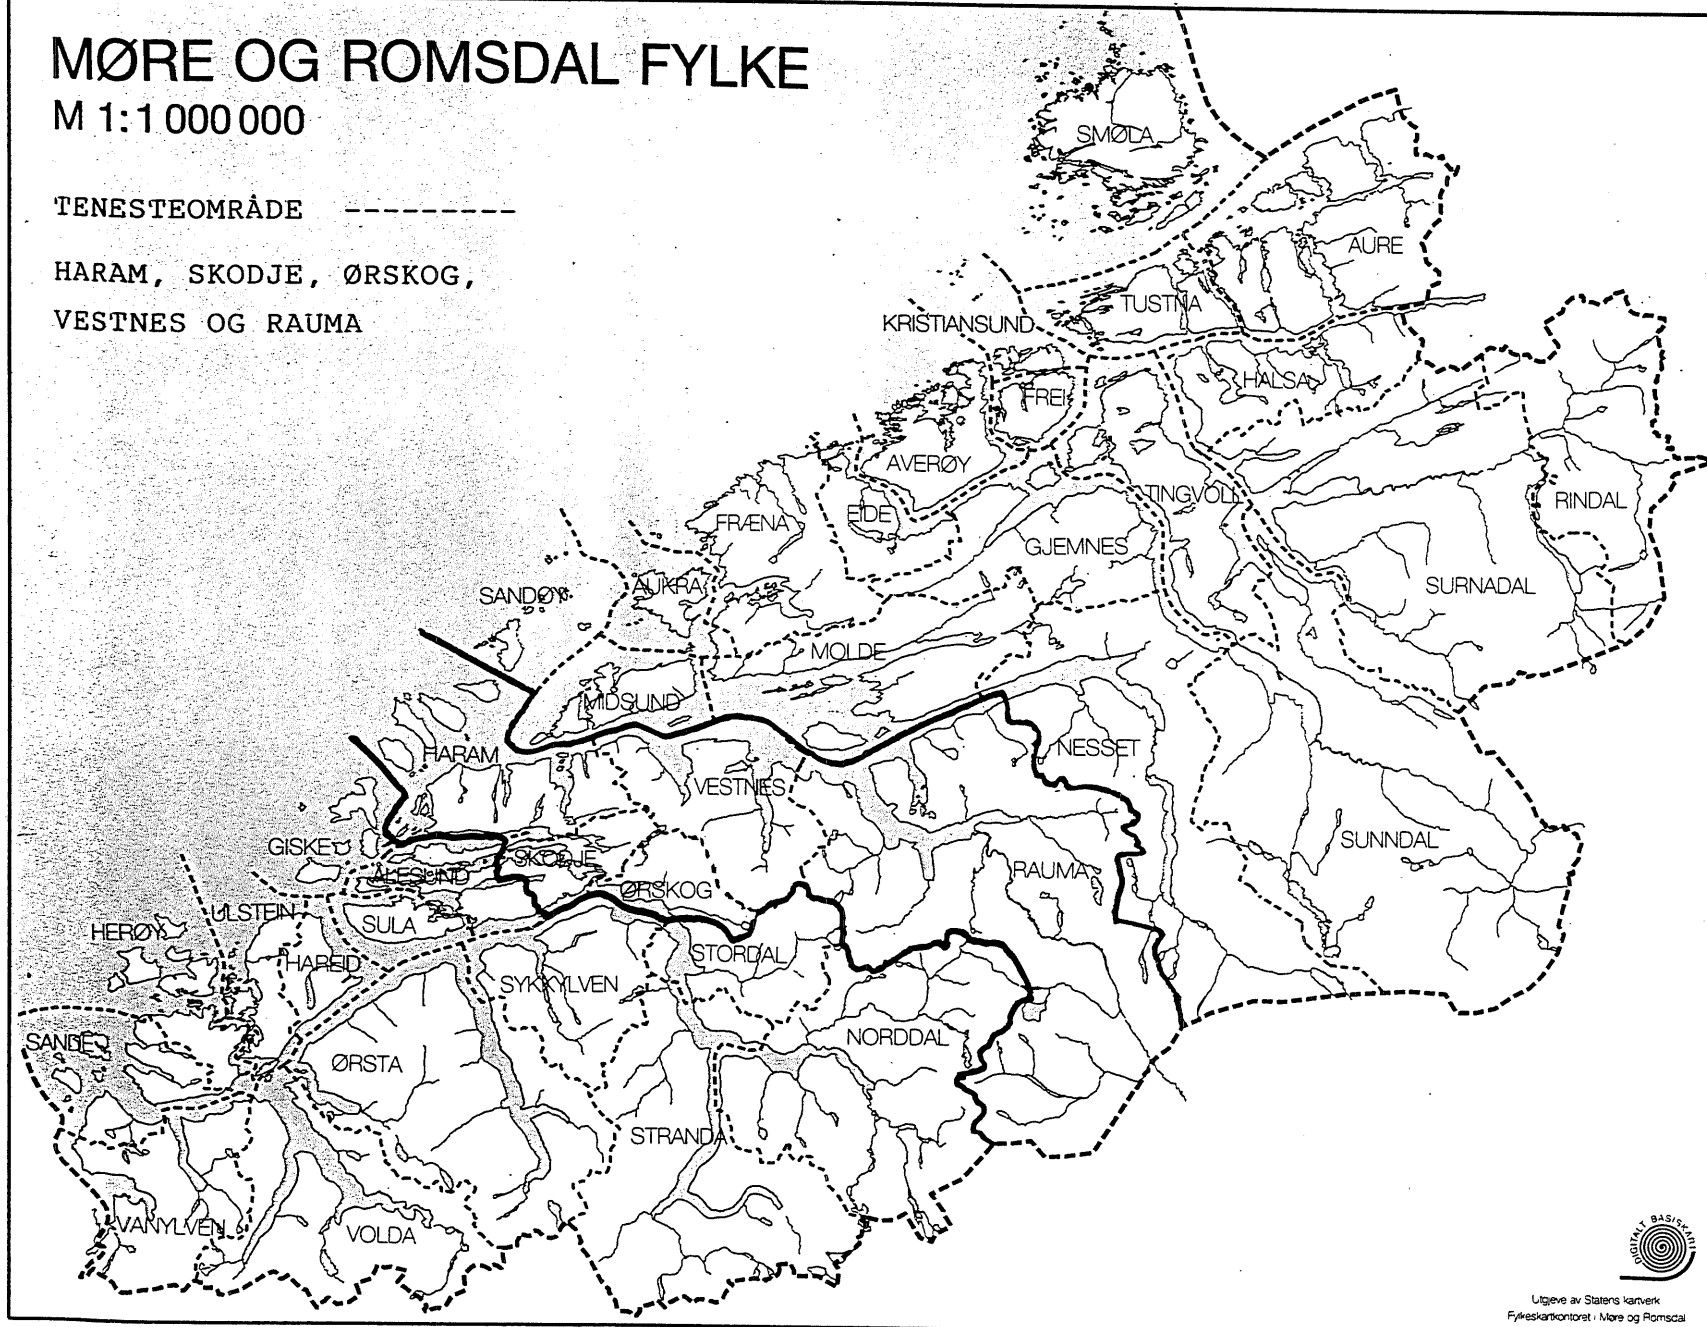 MØRE OG ROMSDAL FYLKE
M 1:1 000 000
TENESTEOMRÅDE ---------
HARAM, SKODJE, ØRSKOG,
VESTNES OG RAUMA
SMØLA
AURE
TUSTNA
KRISTIANSUND
HALSA
FREI
AVERØY
TINGVOLL
RINDAL
EIDE
FRÆNA
GJEMNES
SURNADAL
AUKRA
SANDØY
MOLDE
MIDSUND
NESSET
HARAM
VESTNES
SUNNDAL
GISKE
SKODJE
ÅLESUND
RAUMA
ØRSKOG
ULSTEIN
SULA
HERØY
STORDAL
HAREID
SYKKYLVEN
NORDDAL
SANDE
ØRSTA
STRANDA
VANYLVEN
VOLDA
DIGITALT BASISKART
Utgjeve av Statens kartverk
Fylkeskartkontoret i Møre og Romsdal